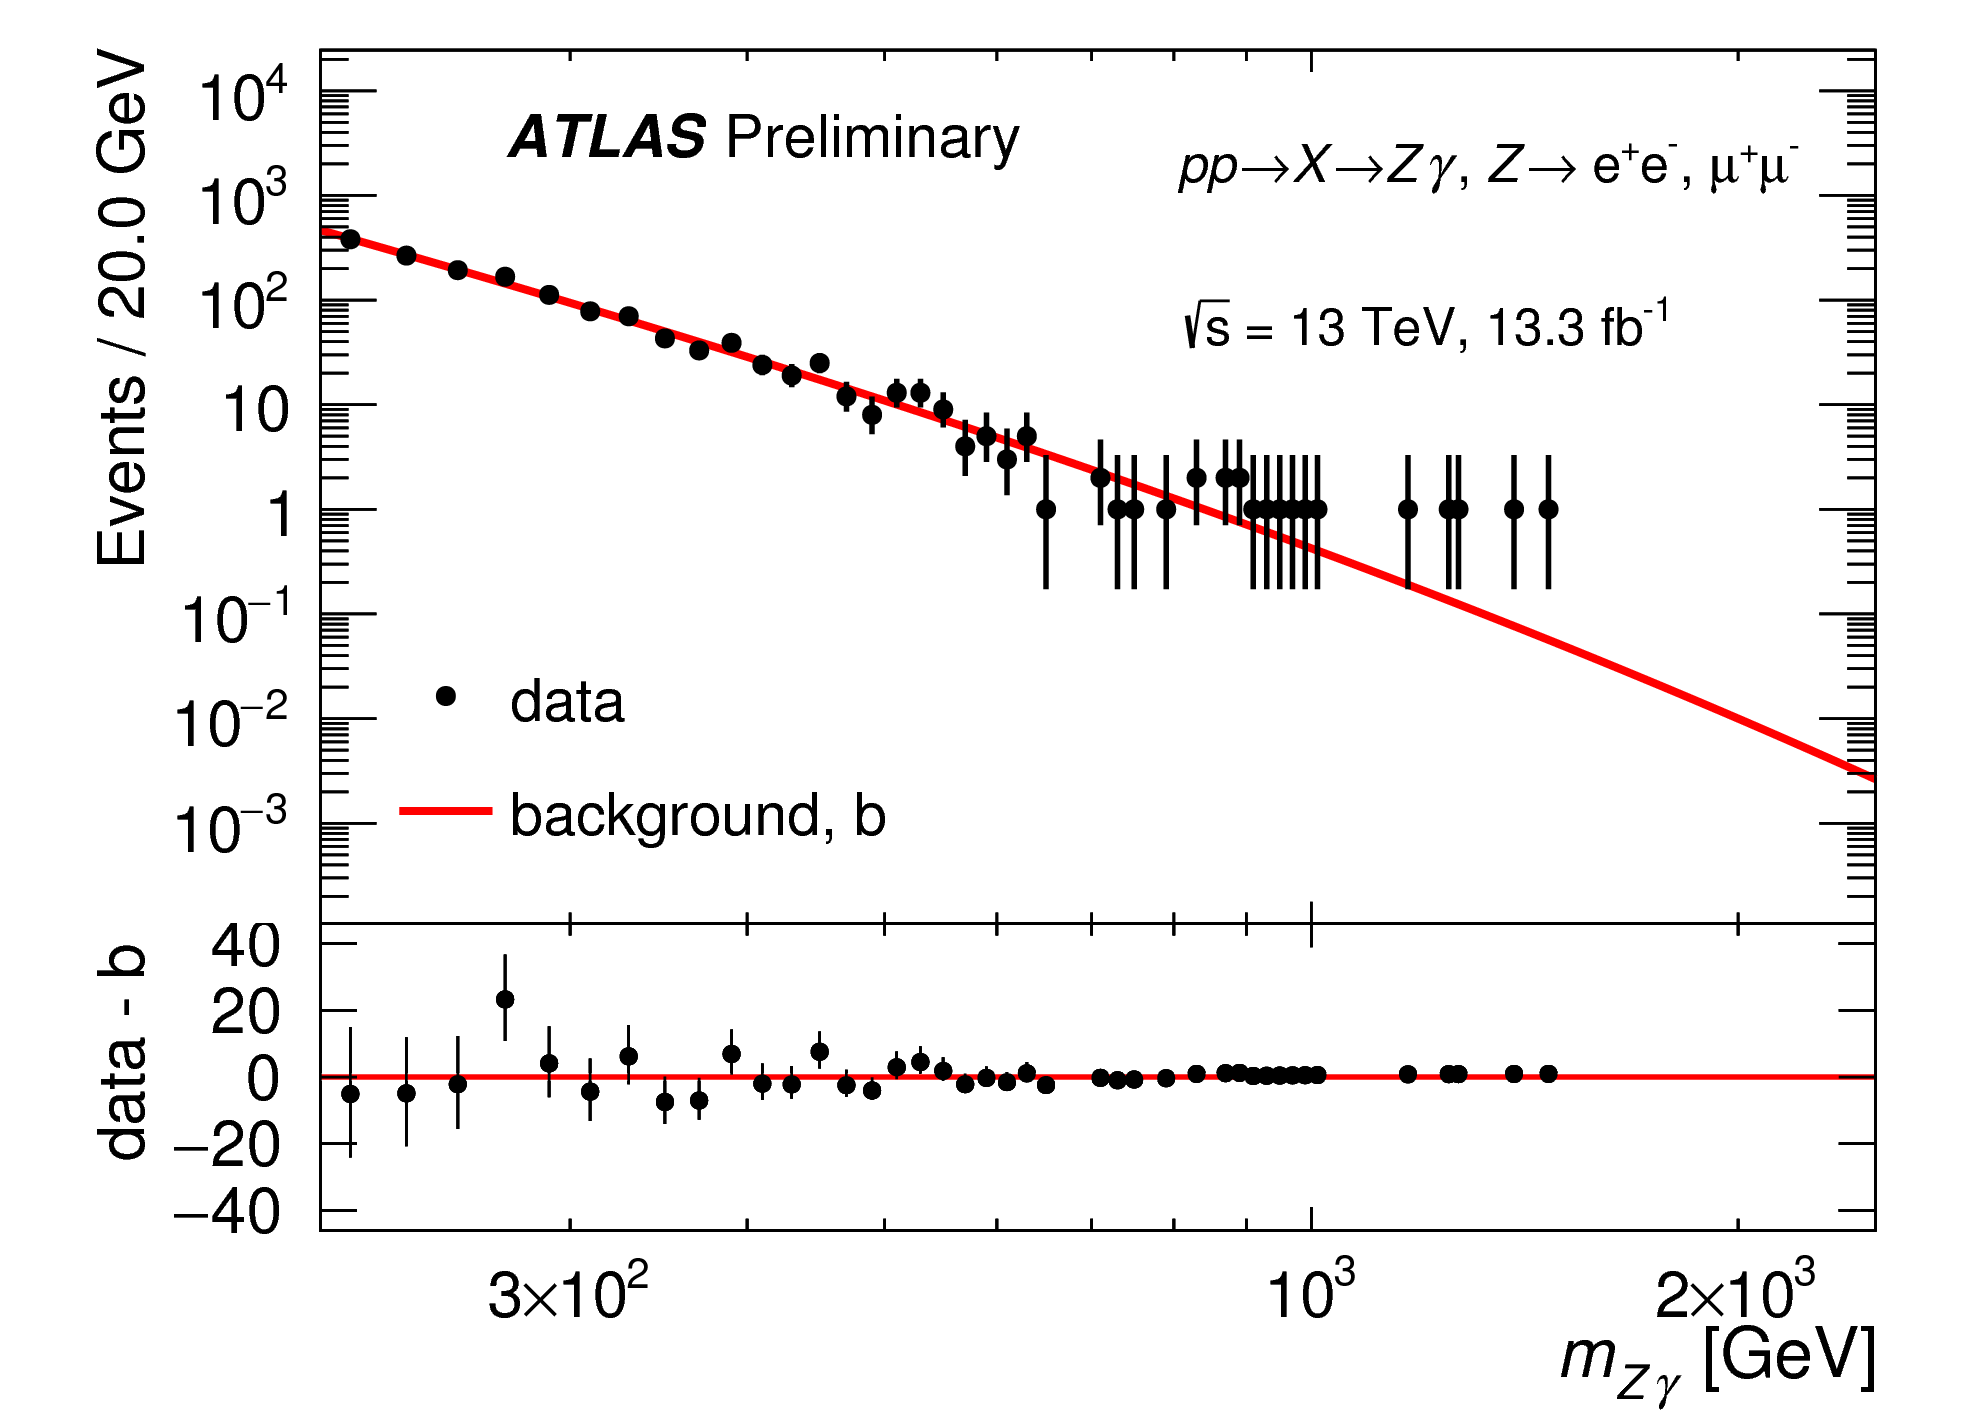 ATLAS Preliminary
pp→X→Zγ, Z→ e⁺e⁻, μ⁺μ⁻
√s = 13 TeV, 13.3 fb⁻¹
Events / 20.0 GeV
10⁴
10³
10²
10
1
10⁻¹
10⁻²
10⁻³
data
background, b
data - b
40
20
0
−20
−40
3×10²
10³
2×10³
m_Zγ [GeV]